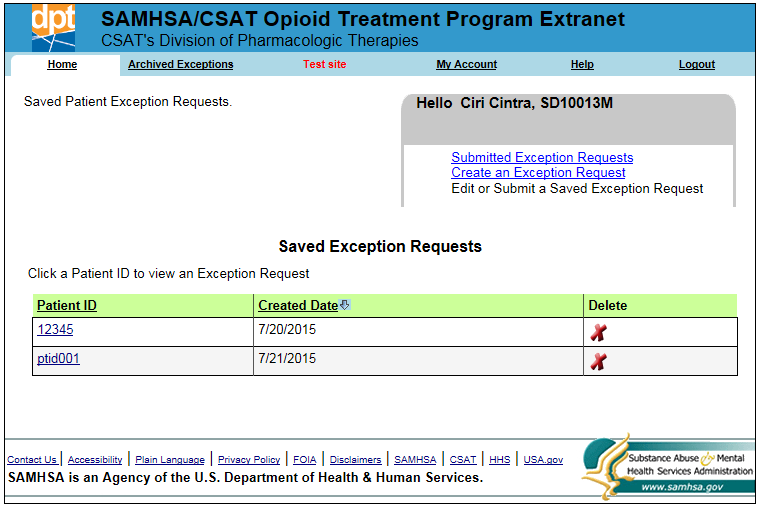 dpt
SAMHSA/CSAT Opioid Treatment Program Extranet
CSAT's Division of Pharmacologic Therapies
Home Archived Exceptions Test site My Account Help Logout
Saved Patient Exception Requests.
Hello Ciri Cintra, SD10013M
Submitted Exception Requests
Create an Exception Request
Edit or Submit a Saved Exception Request
Saved Exception Requests
Click a Patient ID to view an Exception Request
Patient ID Created Date Delete
12345 7/20/2015
ptid001 7/21/2015
Contact Us | Accessibility | Plain Language | Privacy Policy | FOIA | Disclaimers | SAMHSA | CSAT | HHS | USA.gov
SAMHSA is an Agency of the U.S. Department of Health & Human Services.
Substance Abuse & Mental
Health Services Administration
www.samhsa.gov